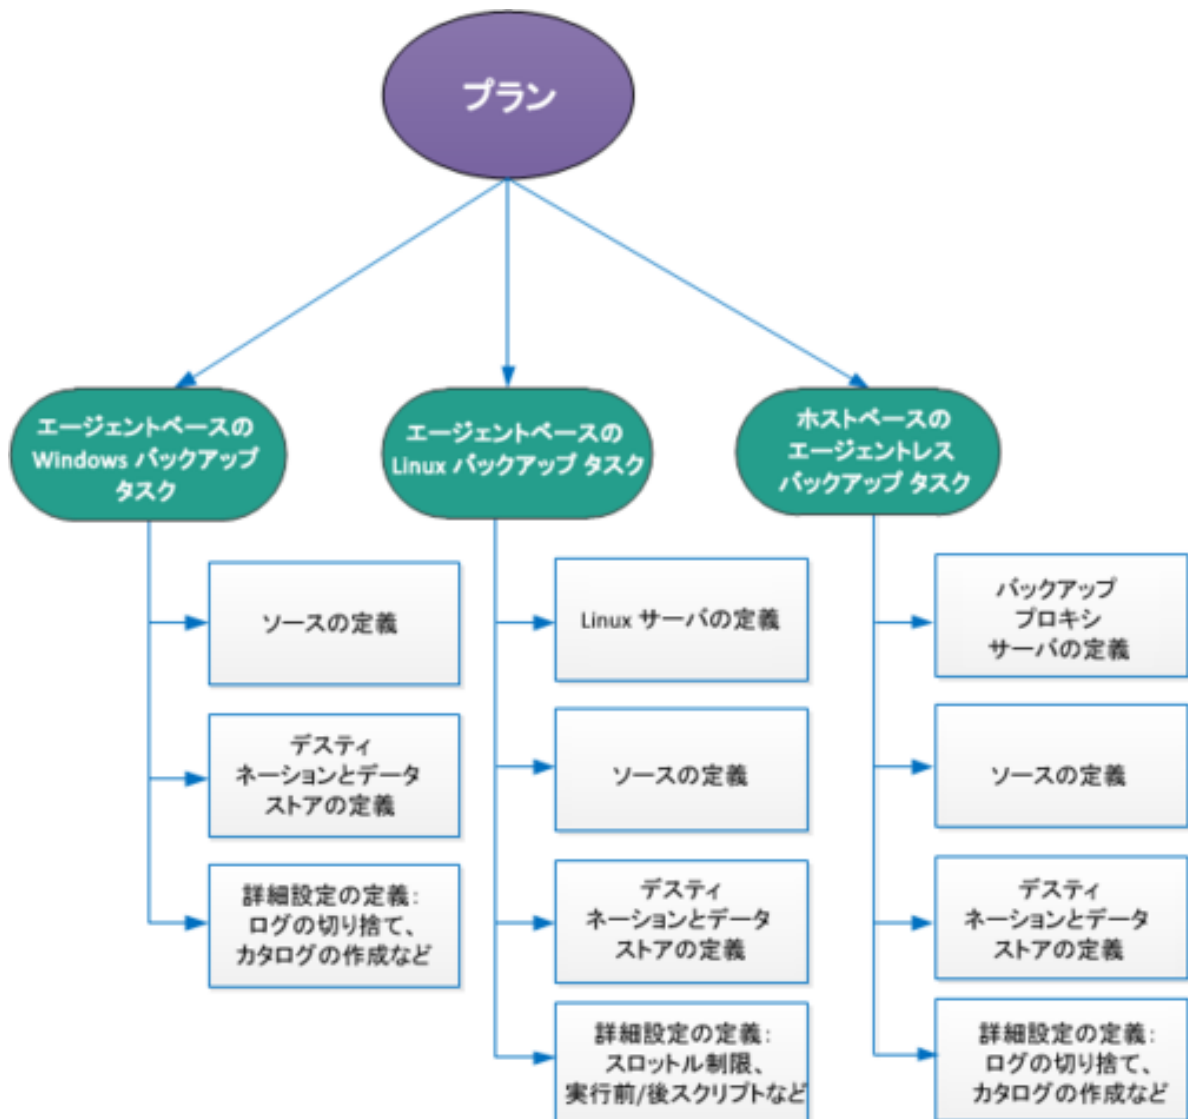 プラン
エージェントベースの
Windows バックアップ
タスク
エージェントベースの
Linux バックアップ タスク
ホストベースの
エージェントレス
バックアップ タスク
ソースの定義
デスティ
ネーションとデータ
ストアの定義
詳細設定の定義:
ログの切り捨て、
カタログの作成など
Linux サーバの定義
ソースの定義
デスティ
ネーションとデータ
ストアの定義
詳細設定の定義:
スロットル制限、
実行前/後スクリプトなど
バックアップ
プロキシ
サーバの定義
ソースの定義
デスティ
ネーションとデータ
ストアの定義
詳細設定の定義:
ログの切り捨て、
カタログの作成など